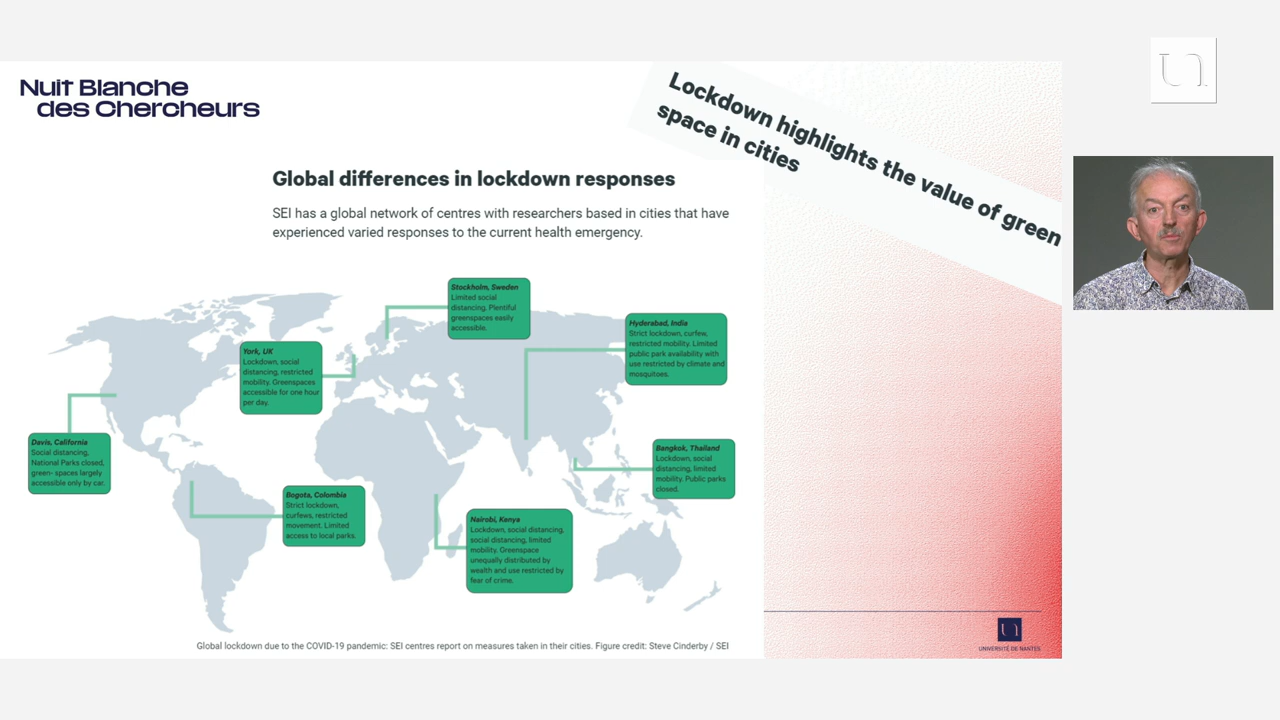 Nuit Blanche
des Chercheurs
Lockdown highlights the value of green
space in cities
Global differences in lockdown responses
SEI has a global network of centres with researchers based in cities that have
experienced varied responses to the current health emergency.
Stockholm, Sweden
Limited social
distancing. Plentiful
greenspaces easily
accessible.
Hyderabad, India
Strict lockdown, curfew,
restricted mobility. Limited
public park availability with
use restricted by climate and
mosquitoes.
York, UK
Lockdown, social
distancing, restricted
mobility. Greenspaces
accessible for one hour
per day.
Davis, California
Social distancing,
National Parks closed,
green- spaces largely
accessible only by car.
Bangkok, Thailand
Lockdown, social
distancing, limited
mobility. Public parks
closed.
Bogota, Colombia
Strict lockdown,
curfews, restricted
movement. Limited
access to local parks.
Nairobi, Kenya
Lockdown, social distancing,
social distancing, limited
mobility. Greenspace
unequally distributed by
wealth and use restricted by
fear of crime.
Global lockdown due to the COVID-19 pandemic: SEI centres report on measures taken in their cities. Figure credit: Steve Cinderby / SEI
UNIVERSITÉ DE NANTES